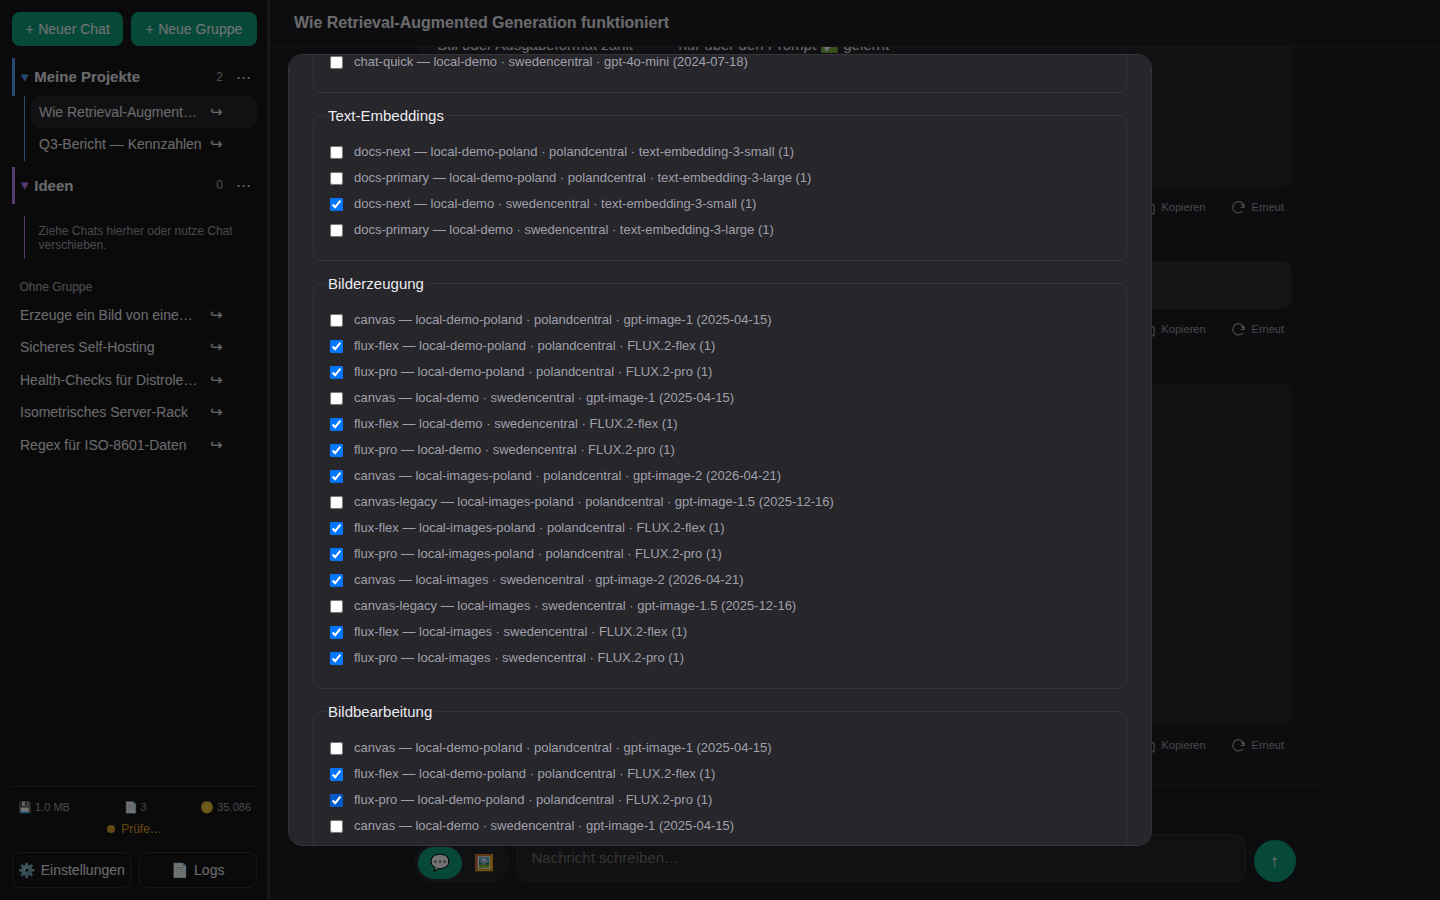 + Neuer Chat
+ Neue Gruppe
Wie Retrieval-Augmented Generation funktioniert
▾ Meine Projekte 2 ⋯
Wie Retrieval-Augment… ↪
Q3-Bericht — Kennzahlen ↪
▾ Ideen 0 ⋯
Ziehe Chats hierher oder nutze Chat
verschieben.
Ohne Gruppe
Erzeuge ein Bild von eine… ↪
Sicheres Self-Hosting ↪
Health-Checks für Distrole… ↪
Isometrisches Server-Rack ↪
Regex für ISO-8601-Daten ↪
💾 1.0 MB 📄 3 🪙 35.086
Prüfe…
⚙️ Einstellungen
📄 Logs
Stil oder Ausgabeformat zählt nur über den Prompt ✅ gelernt
chat-quick — local-demo · swedencentral · gpt-4o-mini (2024-07-18)
Text-Embeddings
docs-next — local-demo-poland · polandcentral · text-embedding-3-small (1)
docs-primary — local-demo-poland · polandcentral · text-embedding-3-large (1)
docs-next — local-demo · swedencentral · text-embedding-3-small (1)
docs-primary — local-demo · swedencentral · text-embedding-3-large (1)
Bilderzeugung
canvas — local-demo-poland · polandcentral · gpt-image-1 (2025-04-15)
flux-flex — local-demo-poland · polandcentral · FLUX.2-flex (1)
flux-pro — local-demo-poland · polandcentral · FLUX.2-pro (1)
canvas — local-demo · swedencentral · gpt-image-1 (2025-04-15)
flux-flex — local-demo · swedencentral · FLUX.2-flex (1)
flux-pro — local-demo · swedencentral · FLUX.2-pro (1)
canvas — local-images-poland · polandcentral · gpt-image-2 (2026-04-21)
canvas-legacy — local-images-poland · polandcentral · gpt-image-1.5 (2025-12-16)
flux-flex — local-images-poland · polandcentral · FLUX.2-flex (1)
flux-pro — local-images-poland · polandcentral · FLUX.2-pro (1)
canvas — local-images · swedencentral · gpt-image-2 (2026-04-21)
canvas-legacy — local-images · swedencentral · gpt-image-1.5 (2025-12-16)
flux-flex — local-images · swedencentral · FLUX.2-flex (1)
flux-pro — local-images · swedencentral · FLUX.2-pro (1)
Bildbearbeitung
canvas — local-demo-poland · polandcentral · gpt-image-1 (2025-04-15)
flux-flex — local-demo-poland · polandcentral · FLUX.2-flex (1)
flux-pro — local-demo-poland · polandcentral · FLUX.2-pro (1)
canvas — local-demo · swedencentral · gpt-image-1 (2025-04-15)
Kopieren Erneut
Kopieren Erneut
Kopieren Erneut
Nachricht schreiben…
↑